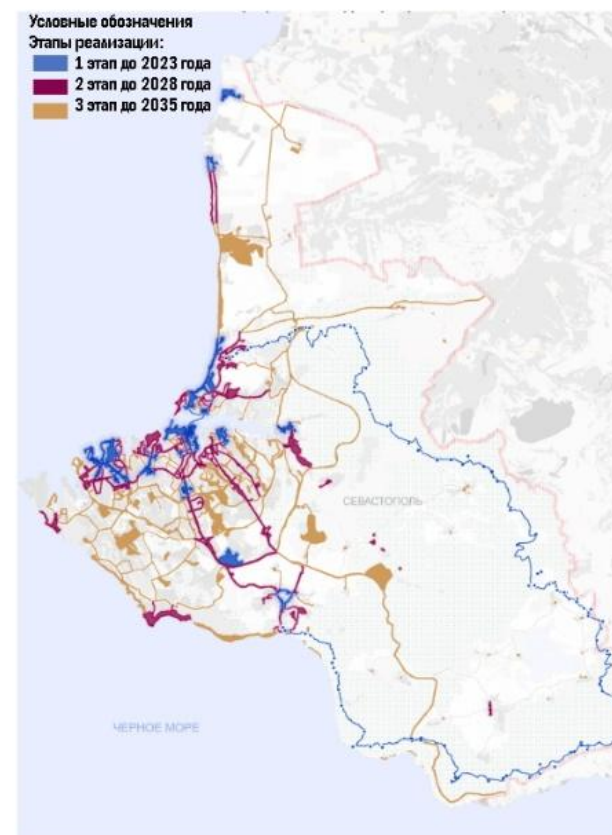 Условные обозначения
Этапы реализации:
1 этап до 2023 года
2 этап до 2028 года
3 этап до 2035 года
СЕВАСТОПОЛЬ
ЧЕРНОЕ МОРЕ